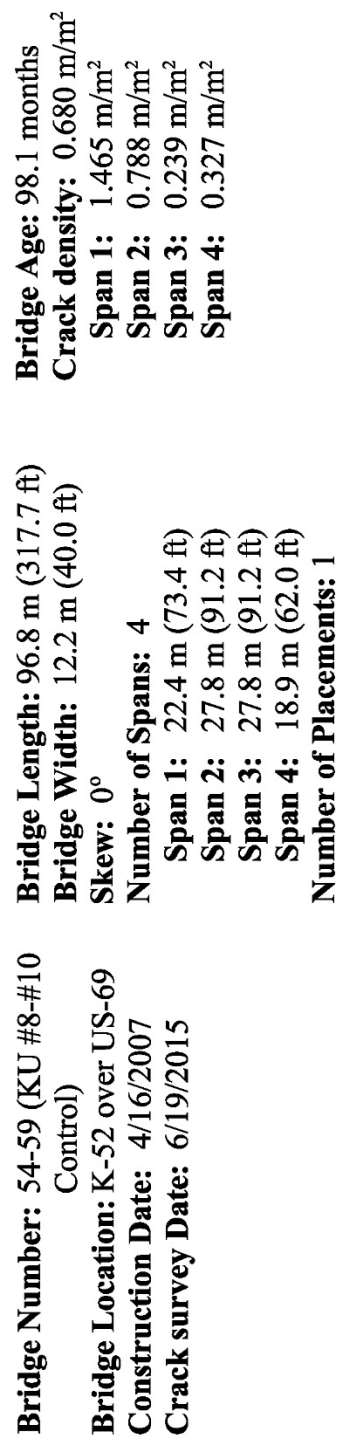 Bridge Number: 54-59 (KU #8-#10
Control)
Bridge Location: K-52 over US-69
Construction Date: 4/16/2007
Crack survey Date: 6/19/2015
Bridge Length: 96.8 m (317.7 ft)
Bridge Width: 12.2 m (40.0 ft)
Skew: 0°
Number of Spans: 4
Span 1: 22.4 m (73.4 ft)
Span 2: 27.8 m (91.2 ft)
Span 3: 27.8 m (91.2 ft)
Span 4: 18.9 m (62.0 ft)
Number of Placements: 1
Bridge Age: 98.1 months
Crack density: 0.680 m/m²
Span 1: 1.465 m/m²
Span 2: 0.788 m/m²
Span 3: 0.239 m/m²
Span 4: 0.327 m/m²